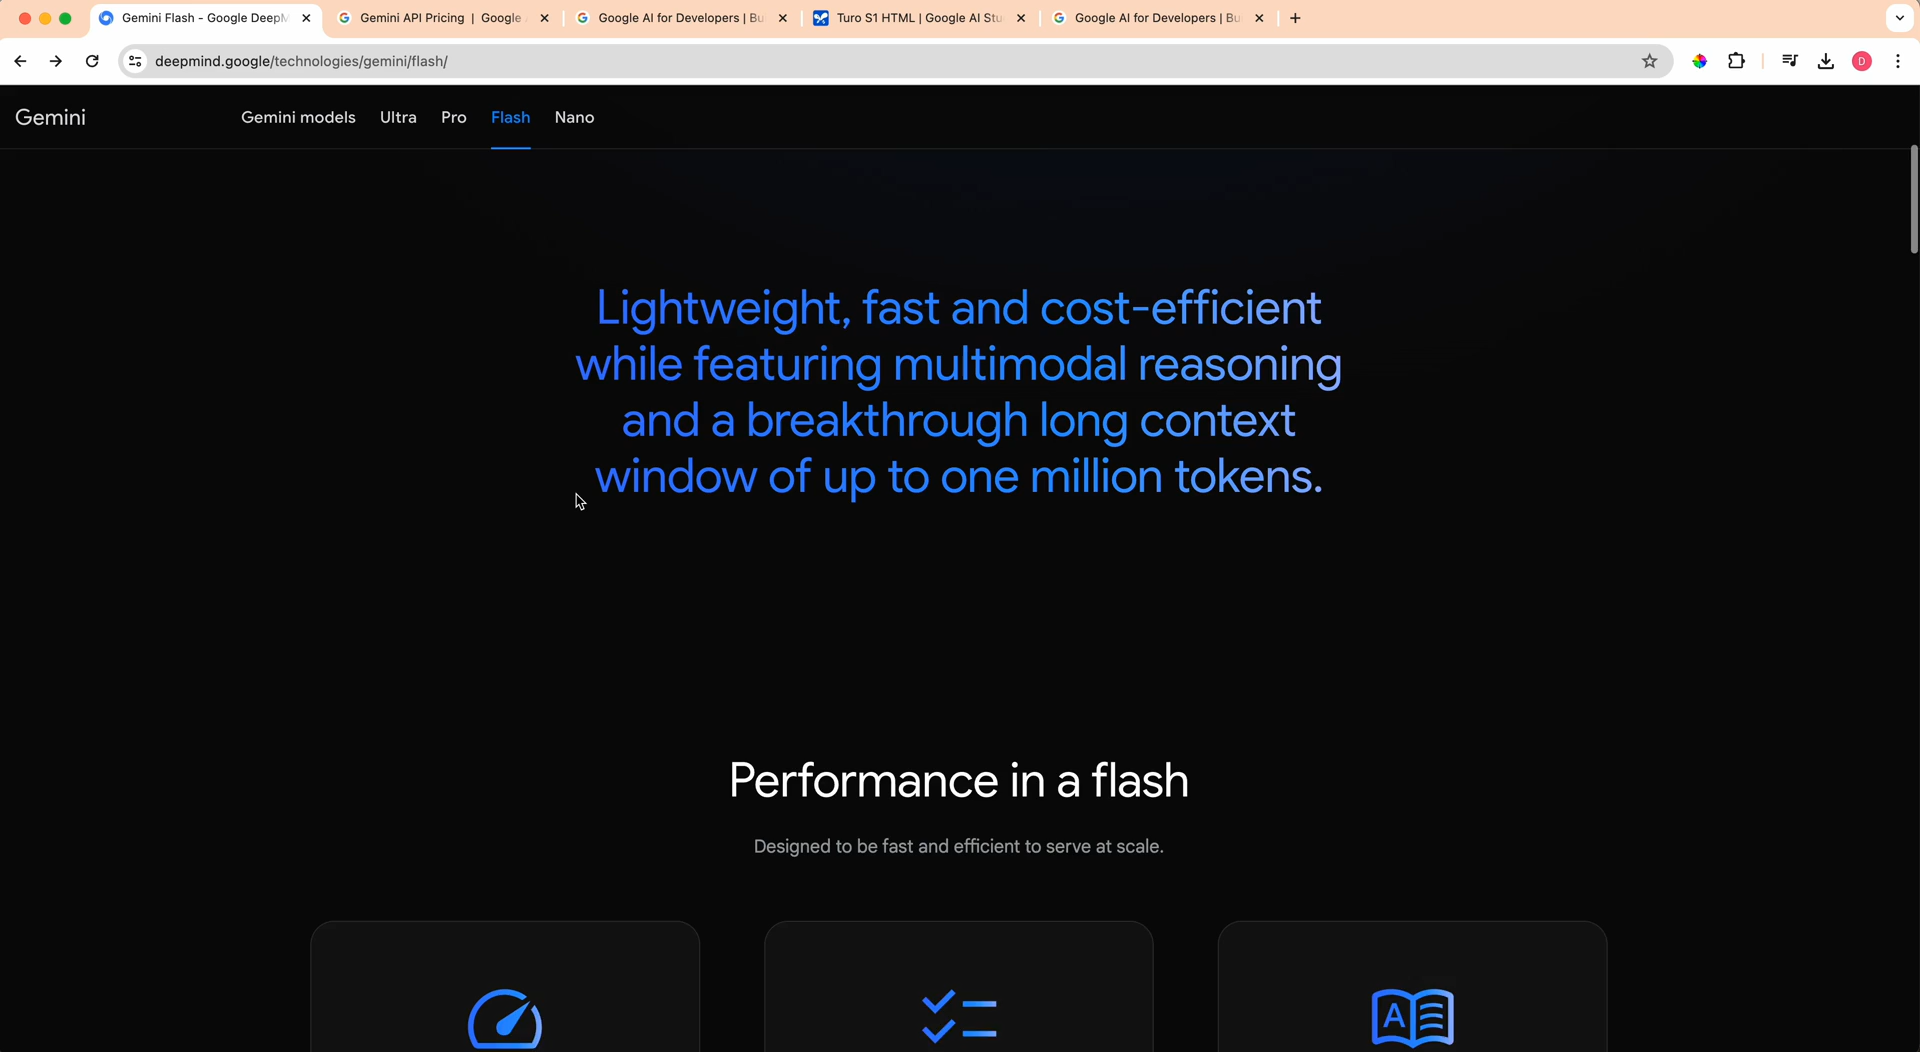 Gemini Flash - Google DeepM
Gemini API Pricing | Google
Google AI for Developers | Bu
Turo S1 HTML | Google AI Stu
Google AI for Developers | Bu
deepmind.google/technologies/gemini/flash/
D
Gemini
Gemini models
Ultra
Pro
Flash
Nano
Lightweight, fast and cost-efficient
while featuring multimodal reasoning
and a breakthrough long context
window of up to one million tokens.
Performance in a flash
Designed to be fast and efficient to serve at scale.
A